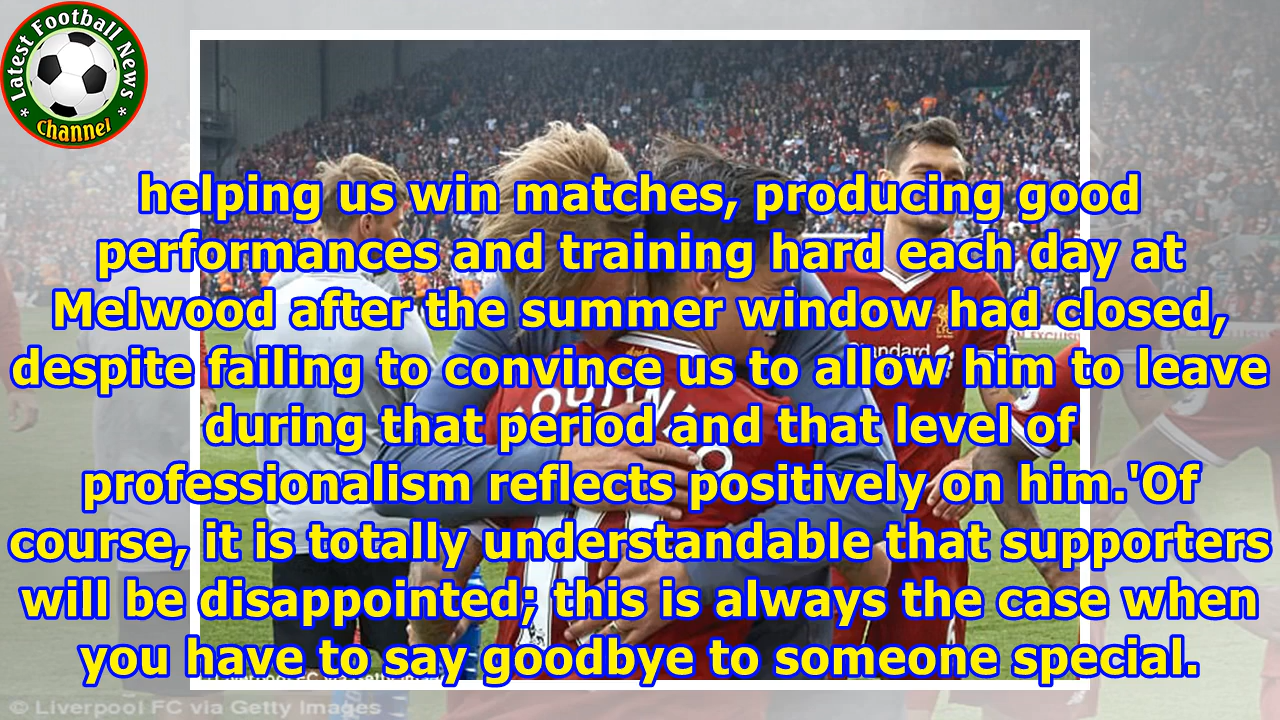 * Latest Football News *
Channel
helping us win matches, producing good
performances and training hard each day at
Melwood after the summer window had closed,
despite failing to convince us to allow him to leave
during that period and that level of
professionalism reflects positively on him.'Of
course, it is totally understandable that supporters
will be disappointed; this is always the case when
you have to say goodbye to someone special.
Standard
© Liverpool FC via Getty Images